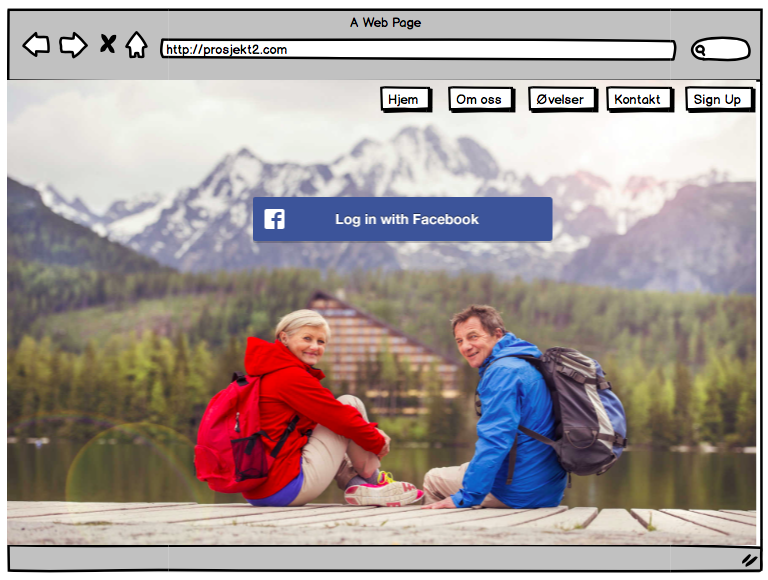 A Web Page
http://prosjekt2.com
Hjem Om oss Øvelser Kontakt Sign Up
Log in with Facebook